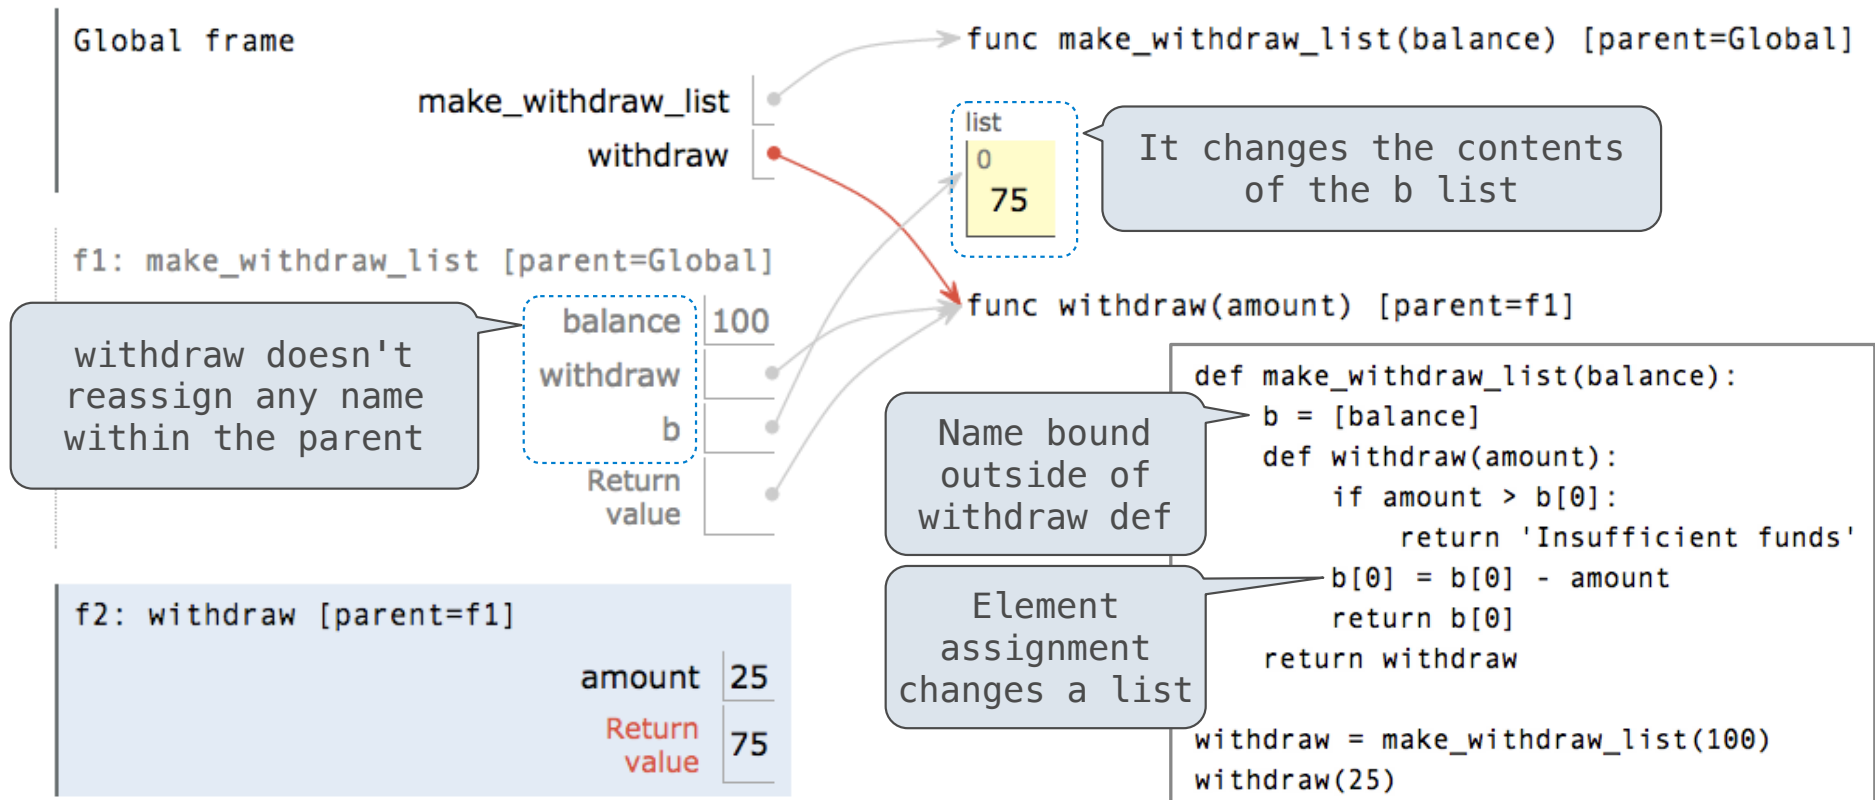 Global frame
make_withdraw_list
withdraw
func make_withdraw_list(balance) [parent=Global]
list
0
75
It changes the contents
of the b list
f1: make_withdraw_list [parent=Global]
balance 100
withdraw
b
Return
value
withdraw doesn't
reassign any name
within the parent
func withdraw(amount) [parent=f1]
f2: withdraw [parent=f1]
amount 25
Return
value
75
Name bound
outside of
withdraw def
Element
assignment
changes a list
def make_withdraw_list(balance):
    b = [balance]
    def withdraw(amount):
        if amount > b[0]:
            return 'Insufficient funds'
        b[0] = b[0] - amount
        return b[0]
    return withdraw
withdraw = make_withdraw_list(100)
withdraw(25)